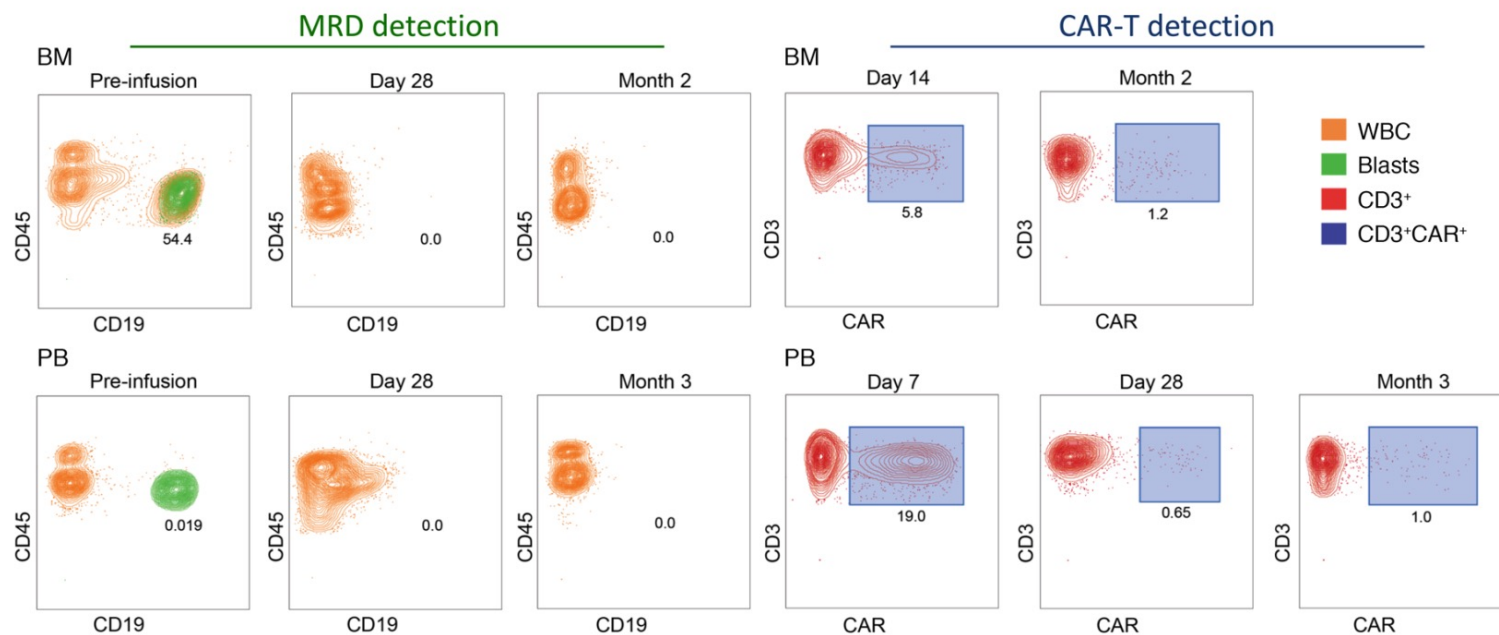 MRD detection
CAR-T detection
BM
Pre-infusion
Day 28
Month 2
CD45
54.4
CD19
CD45
0.0
CD19
CD45
0.0
CD19
BM
Day 14
Month 2
CD3
5.8
CAR
CD3
1.2
CAR
WBC
Blasts
CD3⁺
CD3⁺CAR⁺
PB
Pre-infusion
Day 28
Month 3
CD45
0.019
CD19
CD45
0.0
CD19
CD45
0.0
CD19
PB
Day 7
Day 28
Month 3
CD3
19.0
CAR
CD3
0.65
CAR
CD3
1.0
CAR